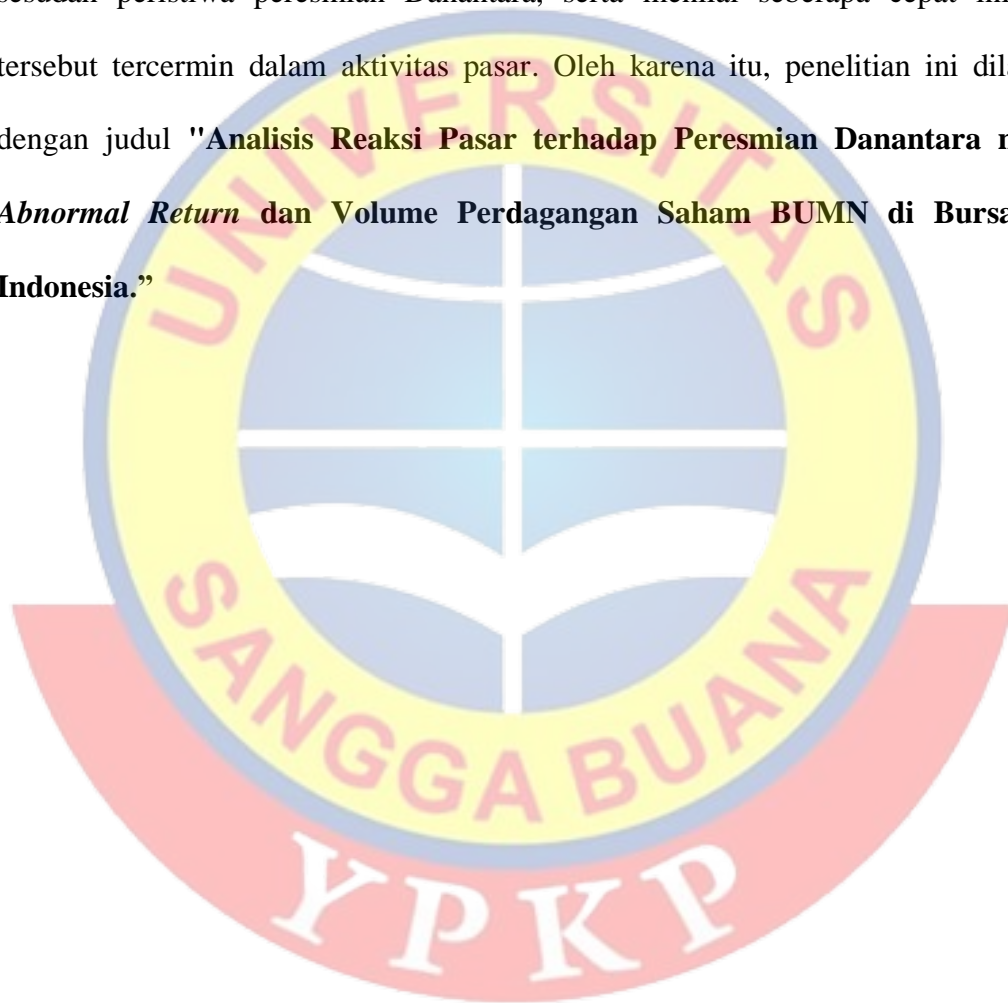 tersebut tercermin dalam aktivitas pasar. Oleh karena itu, penelitian ini
dengan judul "Analisis Reaksi Pasar terhadap Peresmian Danantara
Abnormal Return dan Volume Perdagangan Saham BUMN di Bursa
Indonesia.”
UNIVERSITAS
SANGGA BUANA
YPKP